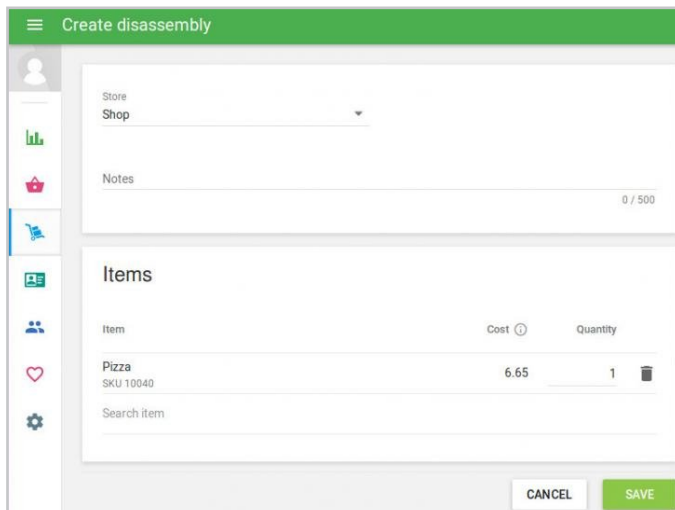 Create disassembly
Store
Shop
Notes
0 / 500
Items
Item Cost Quantity
Pizza 6.65 1
SKU 10040
Search item
CANCEL SAVE